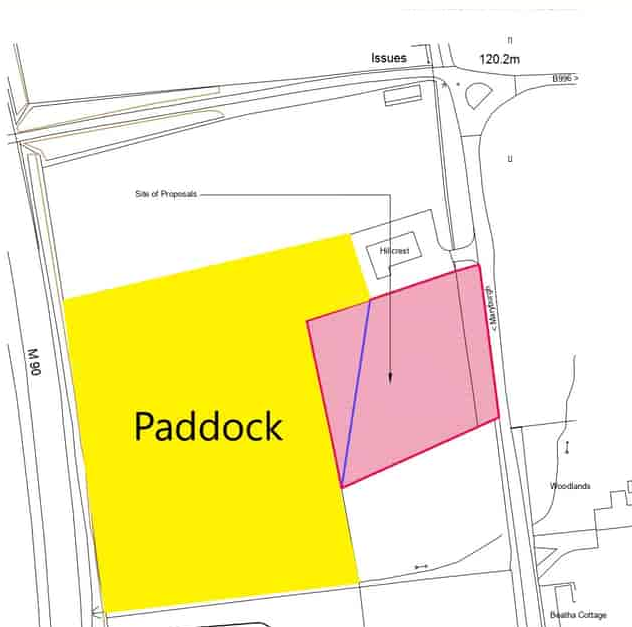 Issues
120.2m
B996 >
Site of Proposals
Hillcrest
< Maryburgh
M 90
Paddock
Woodlands
Beatha Cottage